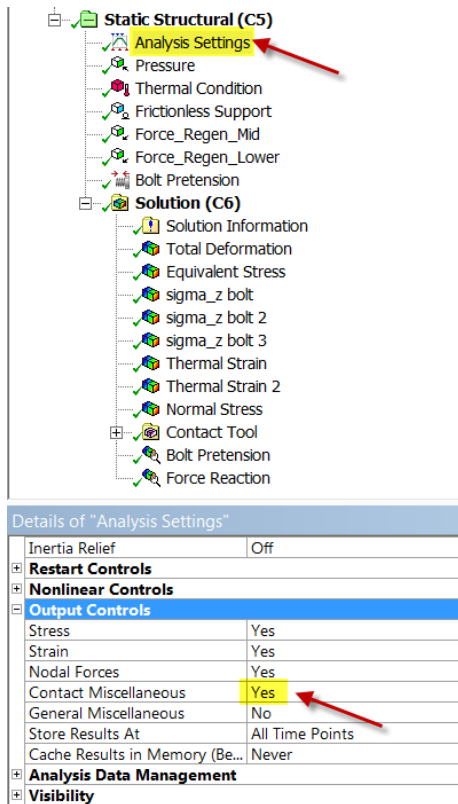 Static Structural (C5)
Analysis Settings
Pressure
Thermal Condition
Frictionless Support
Force_Regen_Mid
Force_Regen_Lower
Bolt Pretension
Solution (C6)
Solution Information
Total Deformation
Equivalent Stress
sigma_z bolt
sigma_z bolt 2
sigma_z bolt 3
Thermal Strain
Thermal Strain 2
Normal Stress
Contact Tool
Bolt Pretension
Force Reaction
Details of "Analysis Settings"
Inertia Relief Off
Restart Controls
Nonlinear Controls
Output Controls
Stress Yes
Strain Yes
Nodal Forces Yes
Contact Miscellaneous Yes
General Miscellaneous No
Store Results At All Time Points
Cache Results in Memory (Be... Never
Analysis Data Management
Visibility